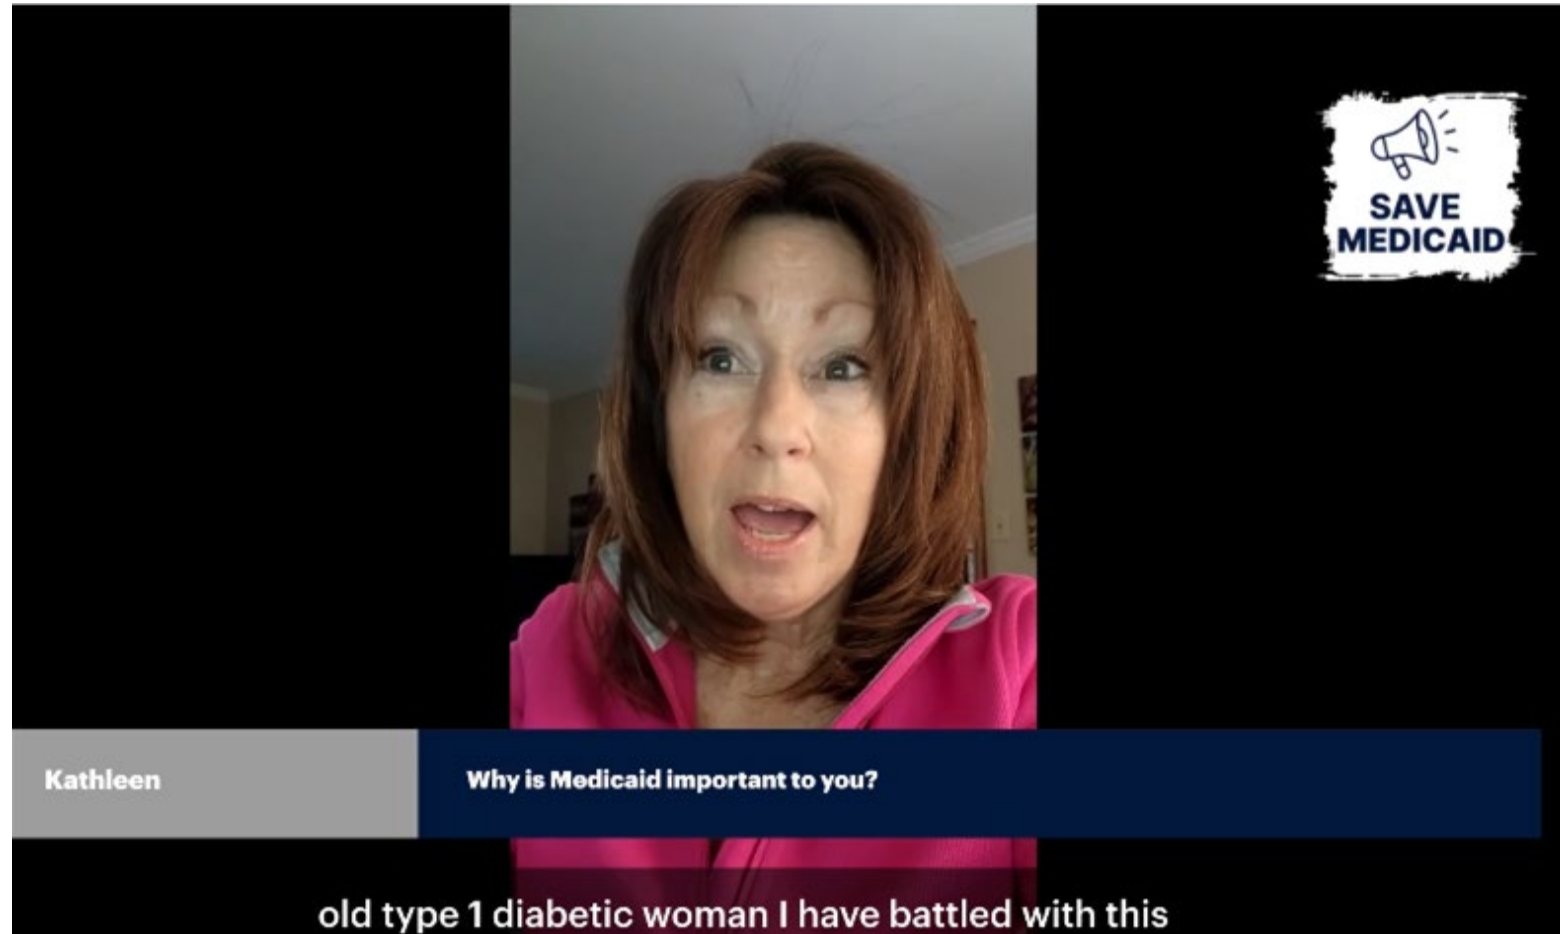 SAVE
MEDICAID
Kathleen
Why is Medicaid important to you?
old type 1 diabetic woman I have battled with this